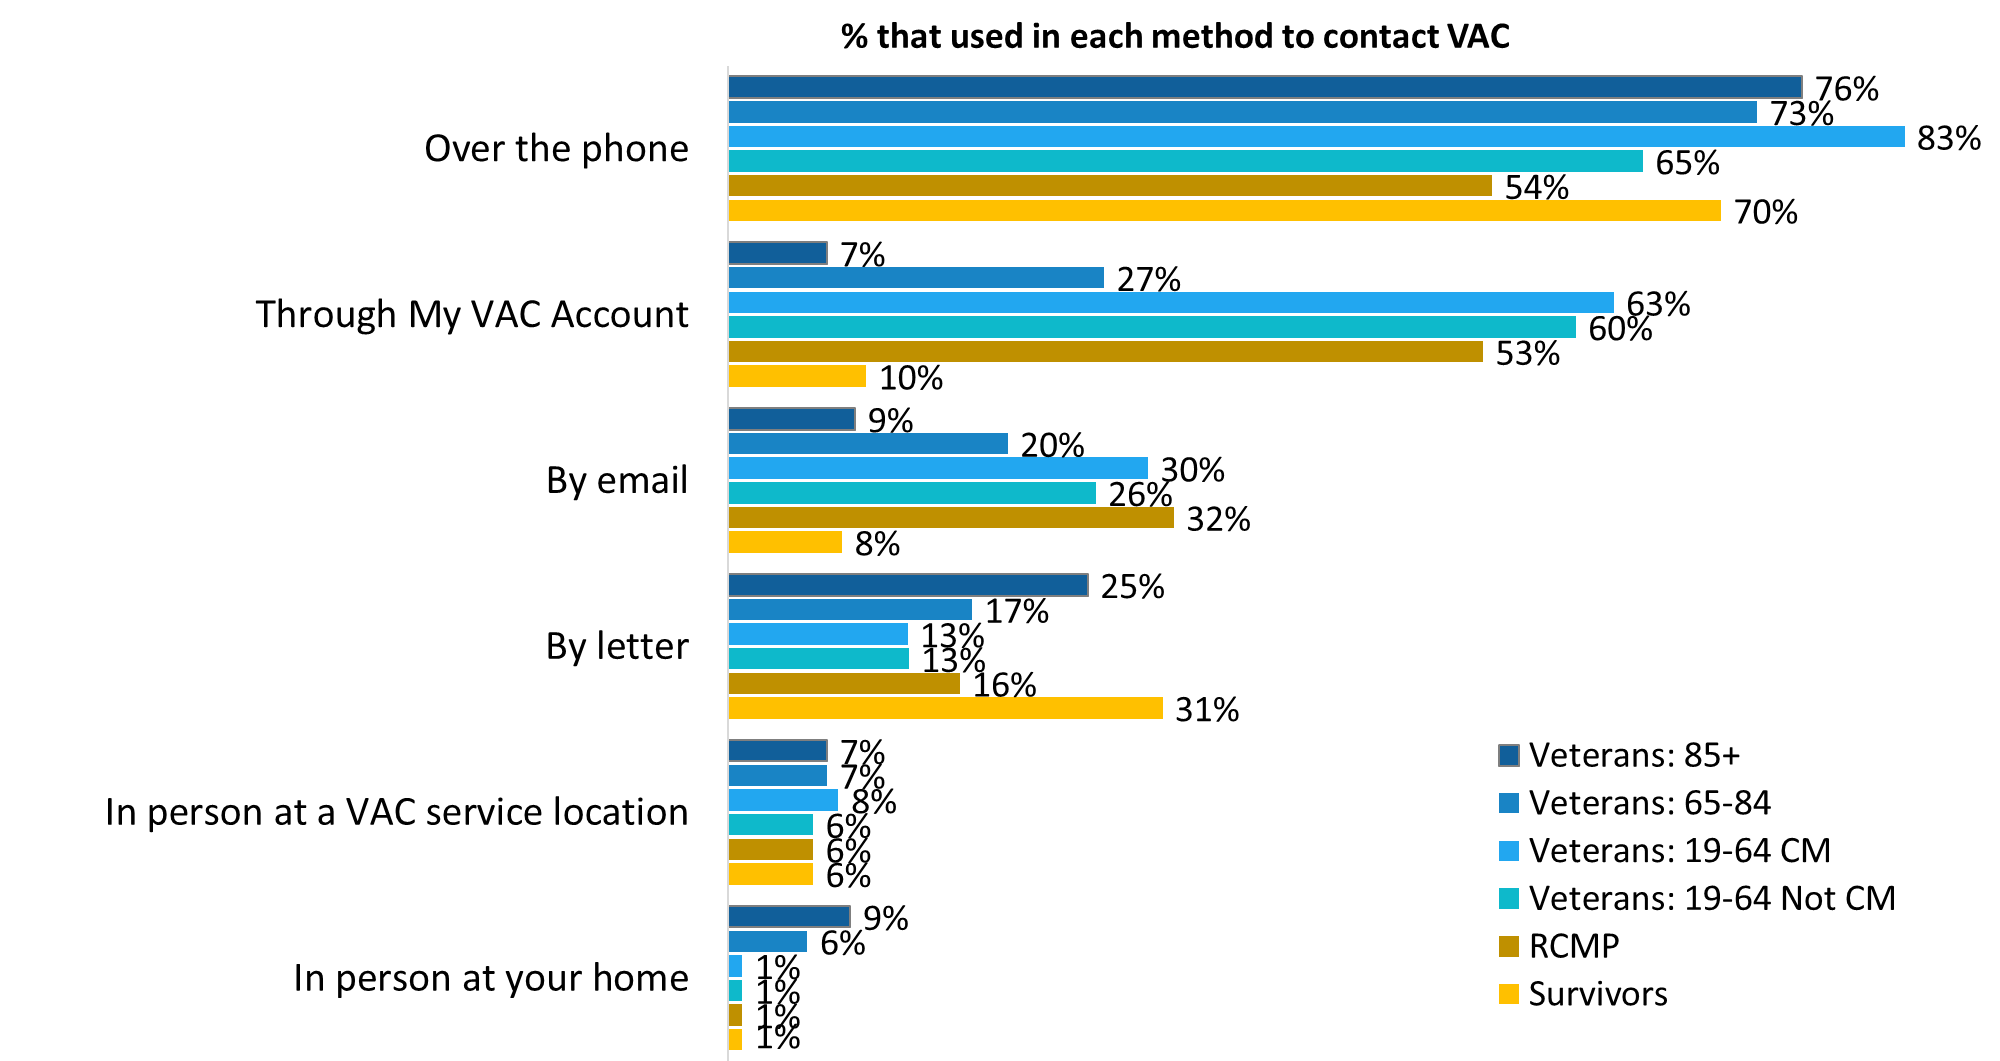 % that used in each method to contact VAC
Over the phone
76%
73%
83%
65%
54%
70%
Through My VAC Account
7%
27%
63%
60%
53%
10%
By email
9%
20%
30%
26%
32%
8%
By letter
25%
17%
13%
13%
16%
31%
In person at a VAC service location
7%
7%
8%
6%
6%
6%
In person at your home
9%
6%
1%
1%
1%
1%
Veterans: 85+
Veterans: 65-84
Veterans: 19-64 CM
Veterans: 19-64 Not CM
RCMP
Survivors